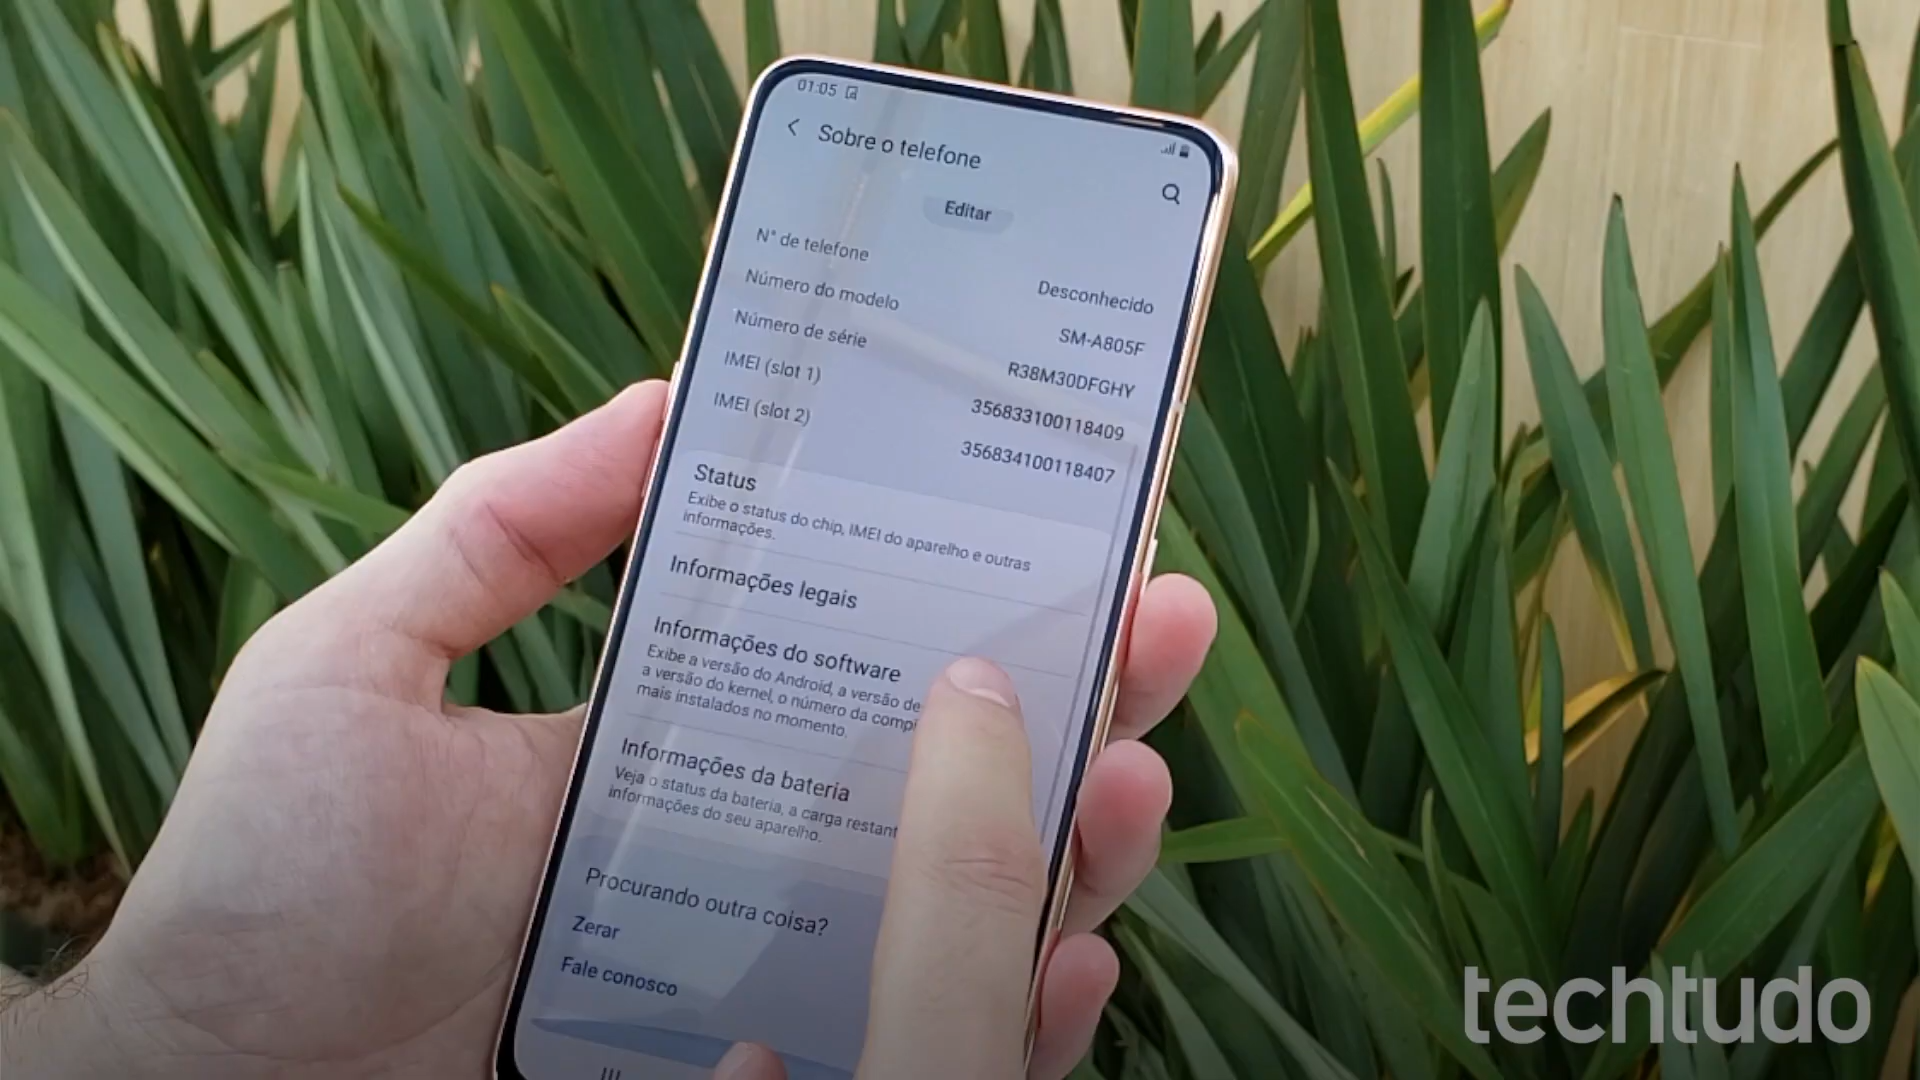 01:05
Sobre o telefone
Editar
N° de telefone Desconhecido
Número do modelo SM-A805F
Número de série R38M30DFGHY
IMEI (slot 1) 356833100118409
IMEI (slot 2) 356834100118407
Status
Exibe o status do chip, IMEI do aparelho e outras
informações.
Informações legais
Informações do software
Exibe a versão do Android, a versão de
a versão do kernel, o número da compi
mais instalados no momento.
Informações da bateria
Veja o status da bateria, a carga restant
informações do seu aparelho.
Procurando outra coisa?
Zerar
Fale conosco
techtudo